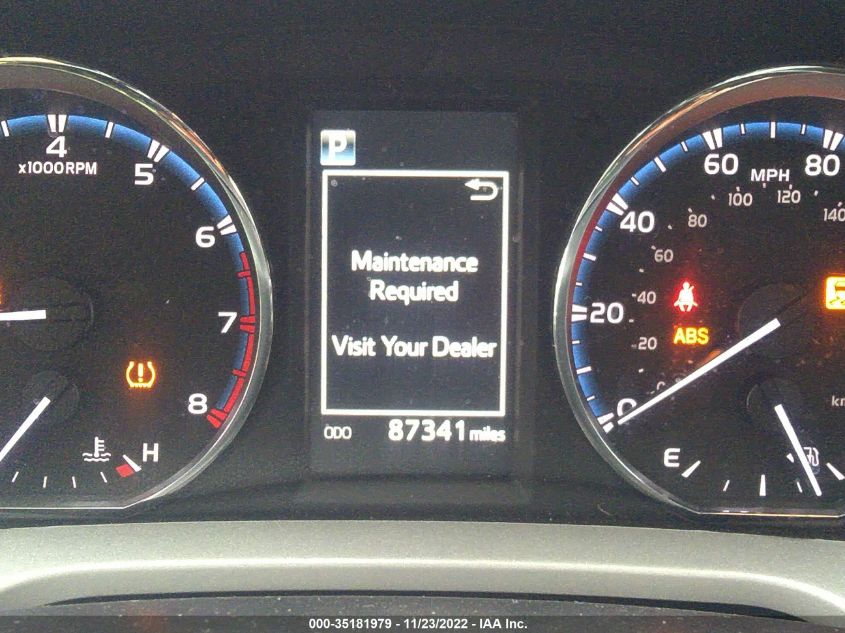 4
x1000RPM
5
6
7
8
H
P
Maintenance
Required
Visit Your Dealer
ODO 87341 miles
60 MPH 80
40
80 100 120 140
60
20 40
ABS
20
0
E
km
000-35181979 - 11/23/2022 - IAA Inc.